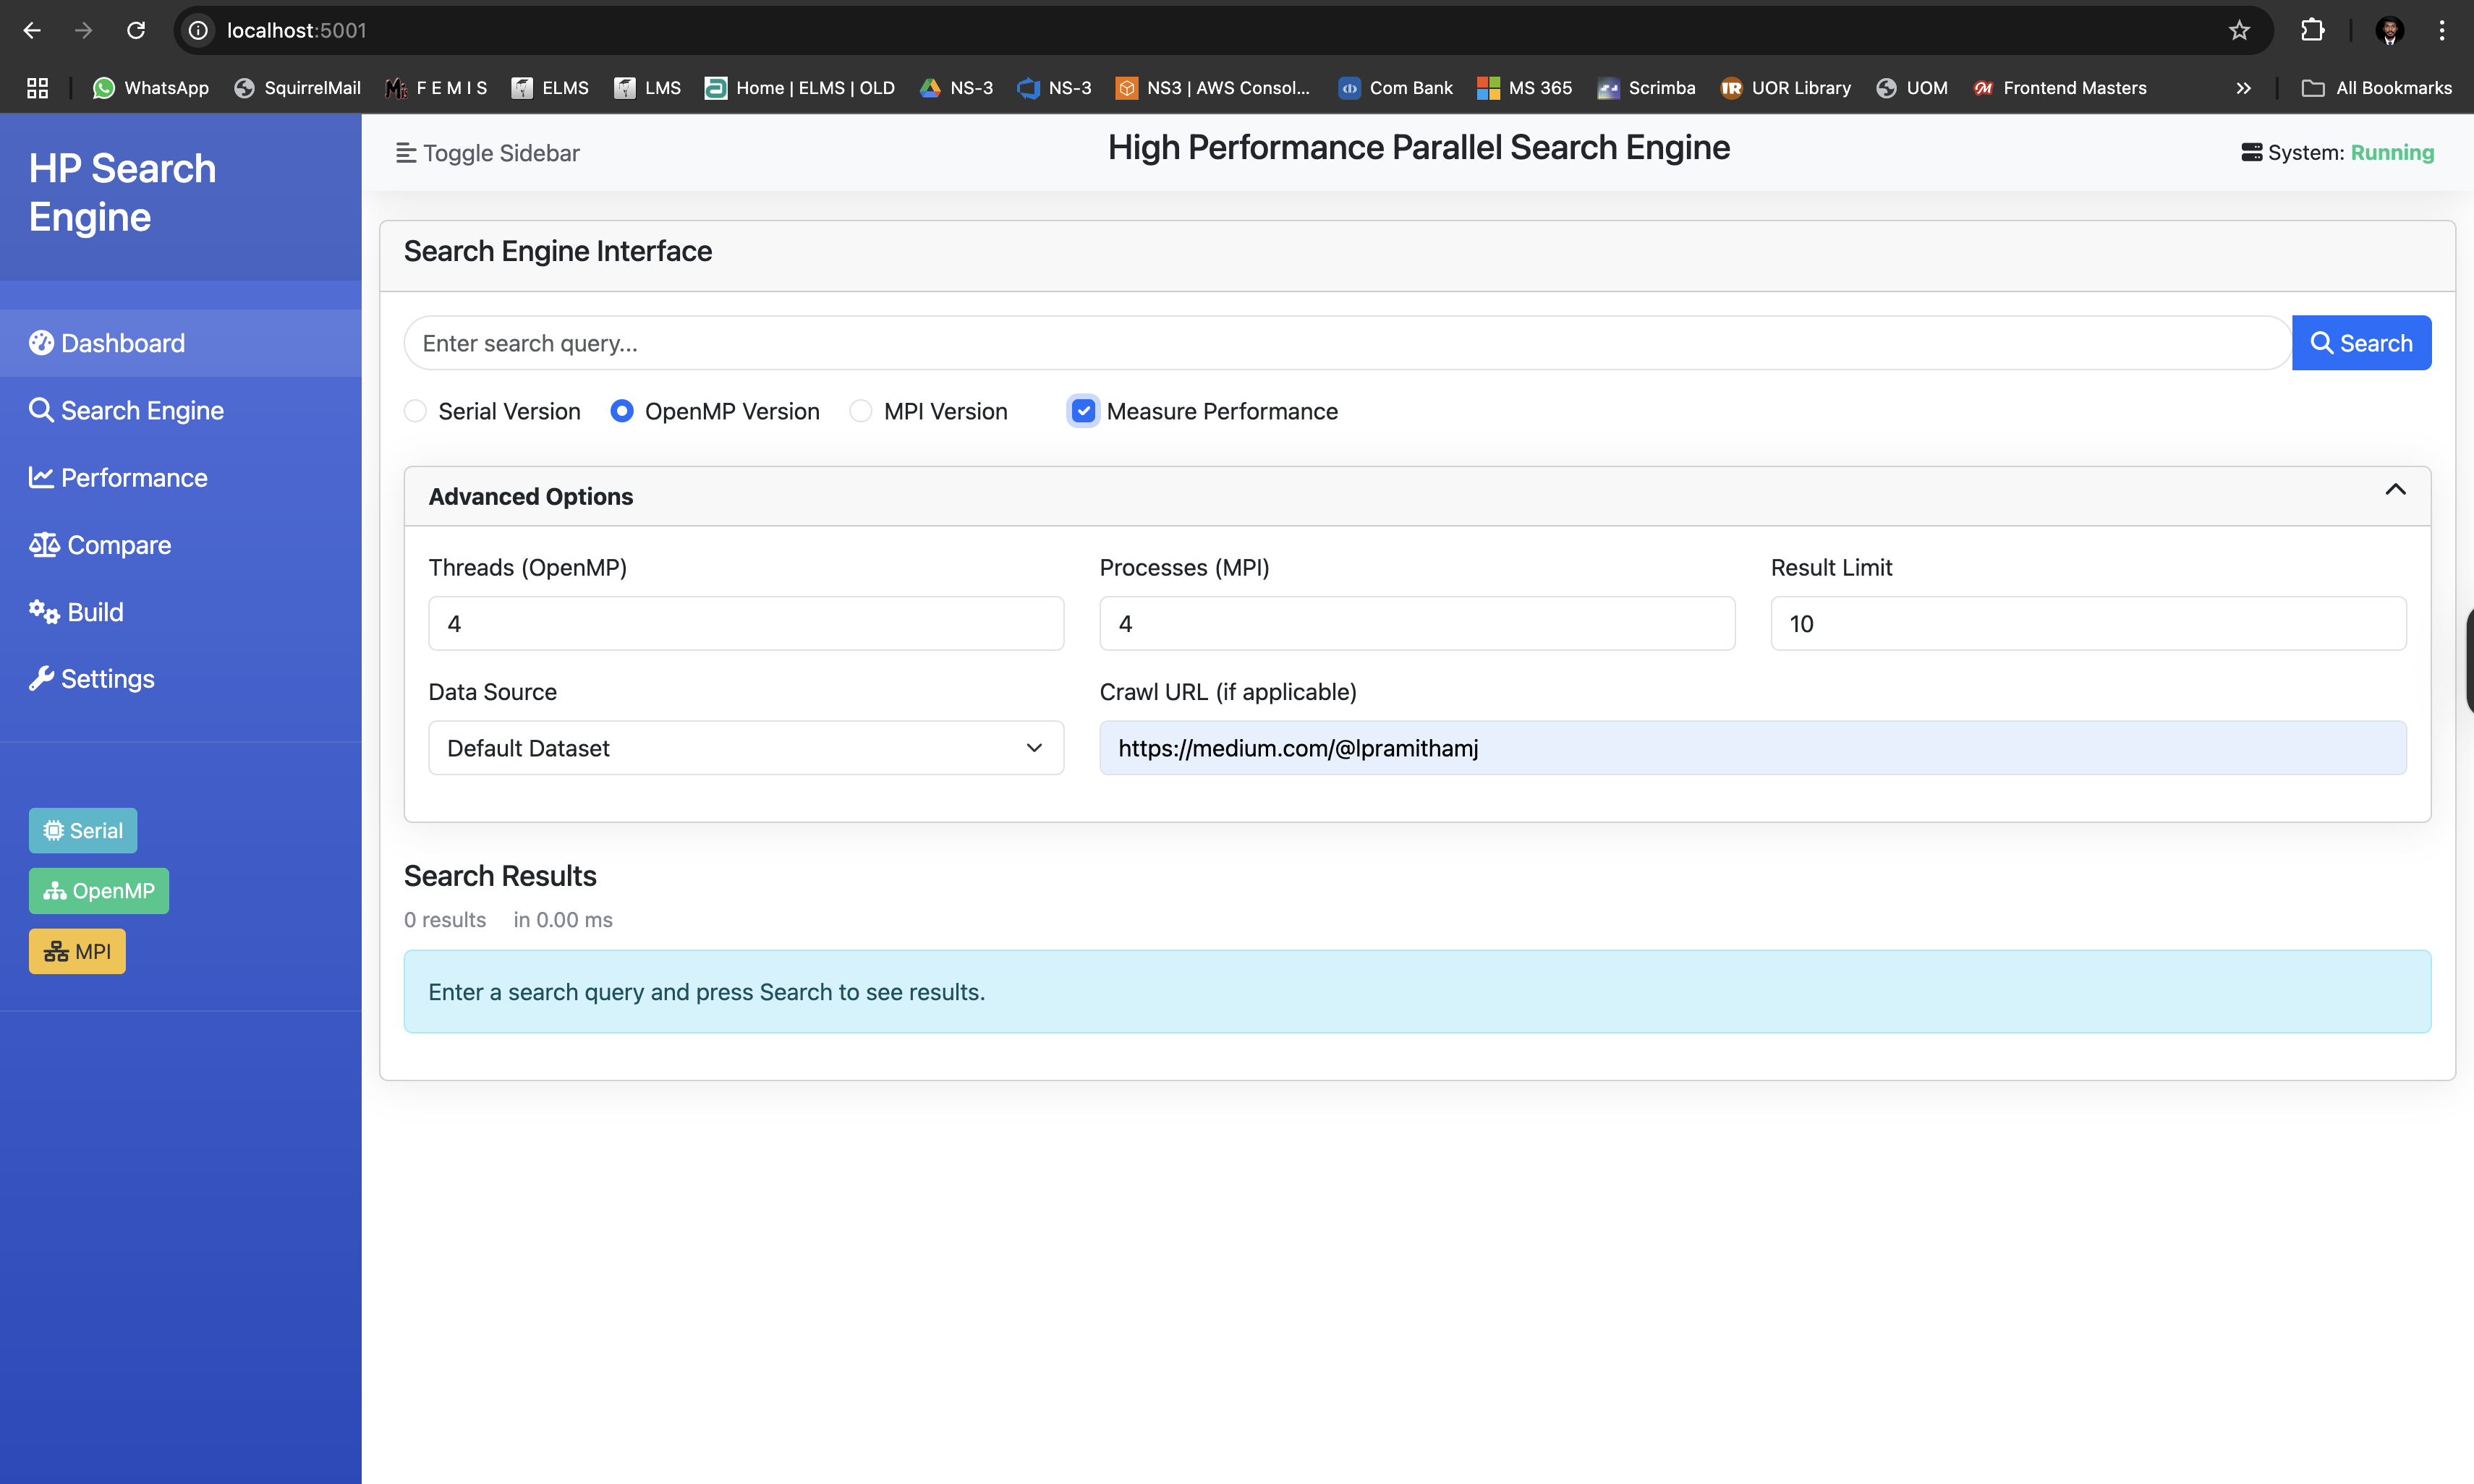 localhost:5001
WhatsApp SquirrelMail F E M I S ELMS LMS Home | ELMS | OLD NS-3 NS-3 NS3 | AWS Consol... Com Bank MS 365 Scrimba UOR Library UOM Frontend Masters All Bookmarks
HP Search
Engine
Toggle Sidebar
High Performance Parallel Search Engine
System: Running
Dashboard
Search Engine
Performance
Compare
Build
Settings
Serial
OpenMP
MPI
Search Engine Interface
Enter search query...
Search
Serial Version OpenMP Version MPI Version Measure Performance
Advanced Options
Threads (OpenMP) Processes (MPI) Result Limit
4 4 10
Data Source Crawl URL (if applicable)
Default Dataset https://medium.com/@lpramithamj
Search Results
0 results in 0.00 ms
Enter a search query and press Search to see results.